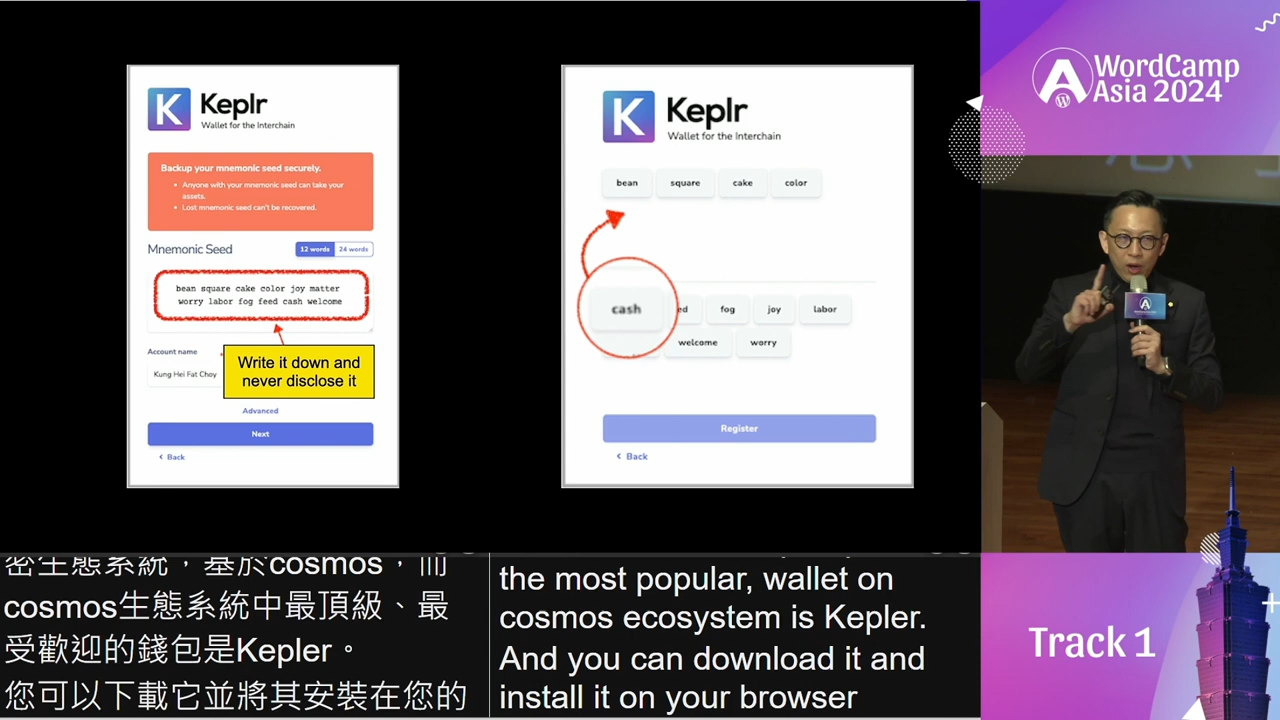 K Keplr
Wallet for the Interchain
Backup your mnemonic seed securely.
• Anyone with your mnemonic seed can take your
assets.
• Lost mnemonic seed can't be recovered.
Mnemonic Seed
12 words 24 words
bean square cake color joy matter
worry labor fog feed cash welcome
Account name
Kung Hei Fat Choy
Write it down and
never disclose it
Advanced
Next
< Back
K Keplr
Wallet for the Interchain
bean square cake color
cash ed fog joy labor
welcome worry
Register
< Back
WordCamp
Asia 2024
密生態系統，基於cosmos，而
cosmos生態系統中最頂級、最
受歡迎的錢包是Kepler。
您可以下載它並將其安裝在您的
the most popular, wallet on
cosmos ecosystem is Kepler.
And you can download it and
install it on your browser
Track 1